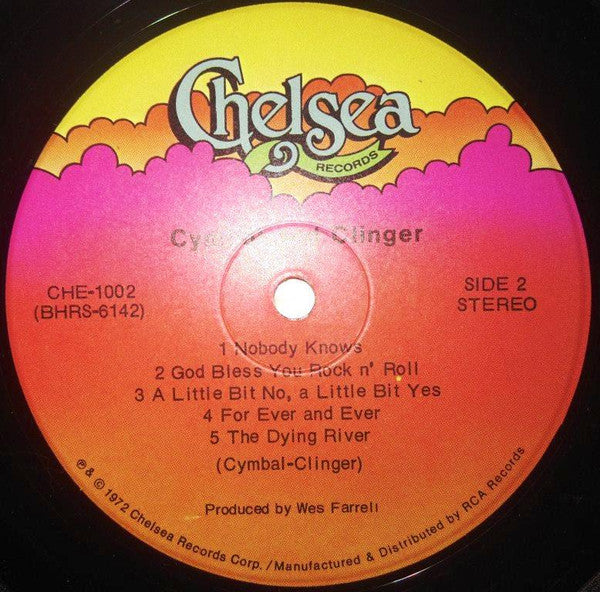 Chelsea
RECORDS
Clinger
CHE-1002
(BHRS-6142)
SIDE 2
STEREO
1 Nobody Knows
2 God Bless You Rock n' Roll
3 A Little Bit No, a Little Bit Yes
4 For Ever and Ever
5 The Dying River
(Cymbal-Clinger)
Produced by Wes Farrell
℗ & © 1972 Chelsea Records Corp. / Manufactured & Distributed by RCA Records